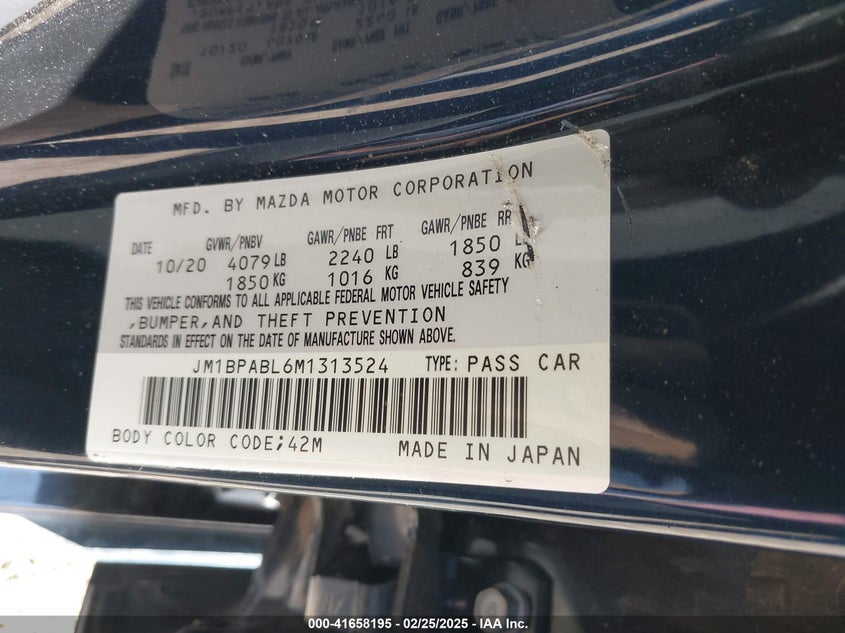 MFD. BY MAZDA MOTOR CORPORATION
DATE GVWR/PNBV GAWR/PNBE FRT GAWR/PNBE RR
10/20 4079 LB 2240 LB 1850 LB
1850 KG 1016 KG 839 KG
THIS VEHICLE CONFORMS TO ALL APPLICABLE FEDERAL MOTOR VEHICLE SAFETY
,BUMPER,AND THEFT PREVENTION
STANDARDS IN EFFECT ON THE DATE OF MANUFACTURE SHOWN ABOVE.
JM1BPABL6M1313524 TYPE: PASS CAR
BODY COLOR CODE;42M MADE IN JAPAN
000-41658195 -- 02/25/2025 -- IAA Inc.